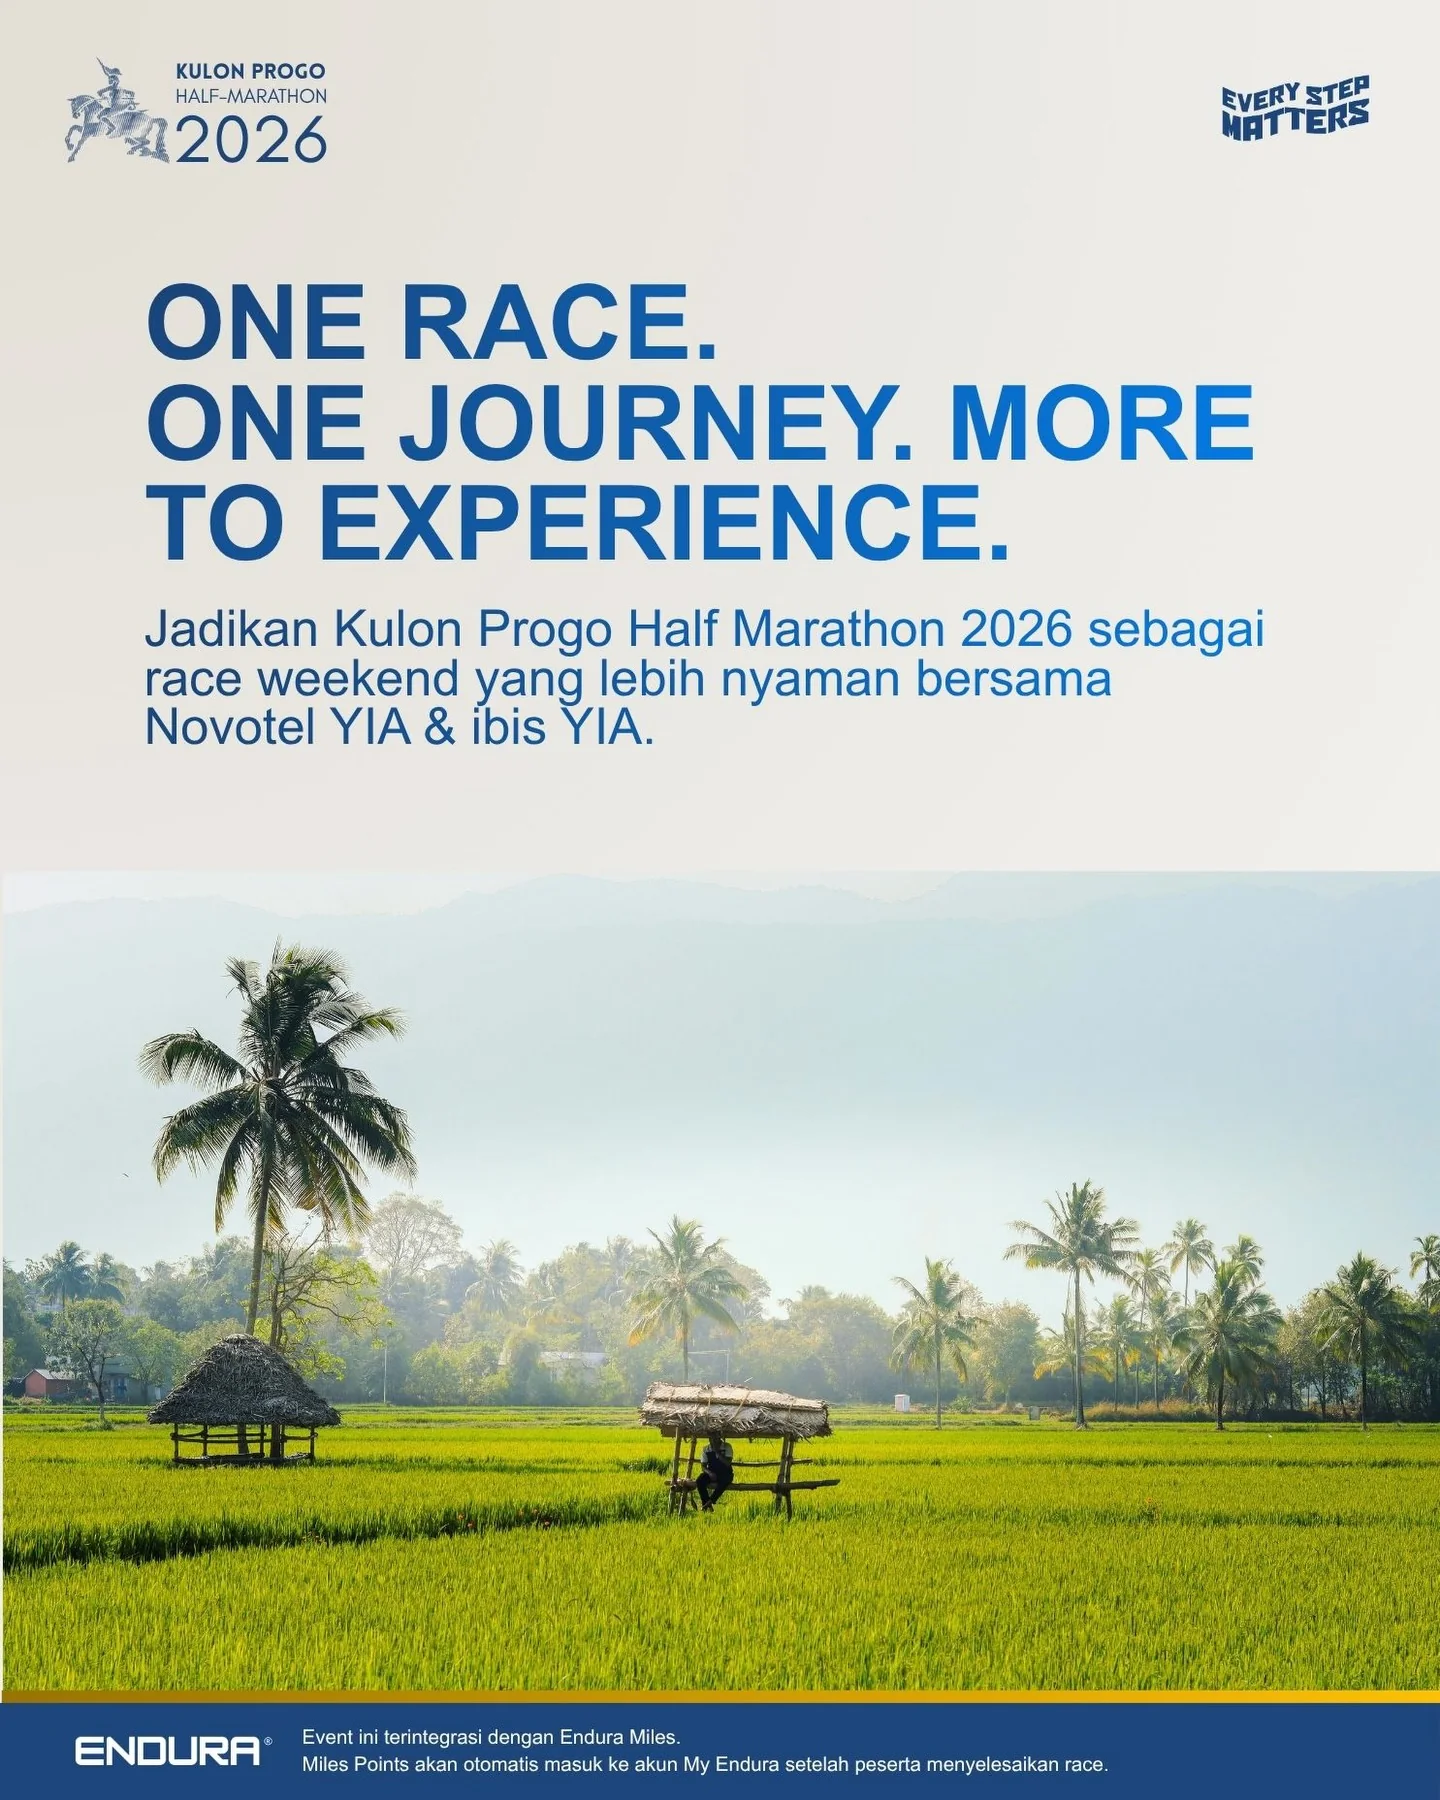 KULON PROGO
HALF-MARATHON
2026
EVERY STEP
MATTERS
ONE RACE.
ONE JOURNEY. MORE
TO EXPERIENCE.
Jadikan Kulon Progo Half Marathon 2026 sebagai
race weekend yang lebih nyaman bersama
Novotel YIA & ibis YIA.
ENDURA®
Event ini terintegrasi dengan Endura Miles.
Miles Points akan otomatis masuk ke akun My Endura setelah peserta menyelesaikan race.